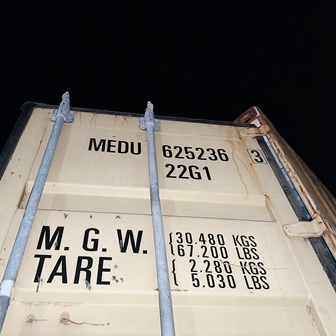 MEDU 625236 3
22G1
M. G. W. {30.480 KGS
{67.200 LBS
TARE { 2.280 KGS
{ 5.030 LBS